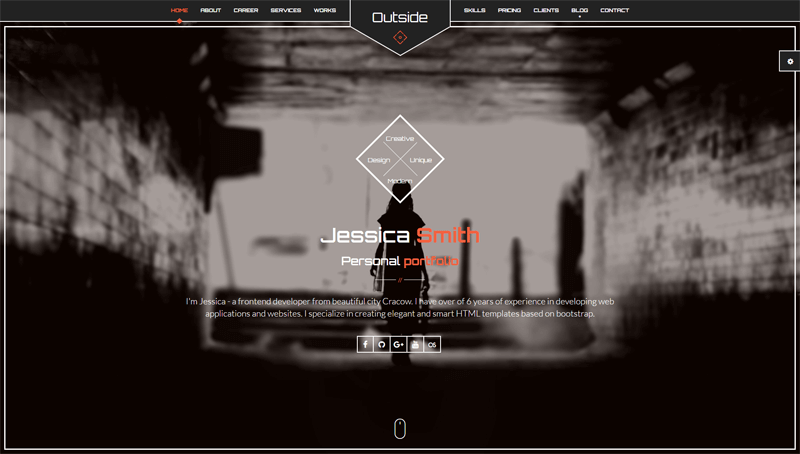 HOME ABOUT CAREER SERVICES WORKS Outside SKILLS PRICING CLIENTS BLOG CONTACT
Creative
Design Unique
Modern
Jessica Smith
Personal portfolio
//
I'm Jessica - a frontend developer from beautiful city Cracow. I have over of 6 years of experience in developing web
applications and websites. I specialize in creating elegant and smart HTML templates based on bootstrap.